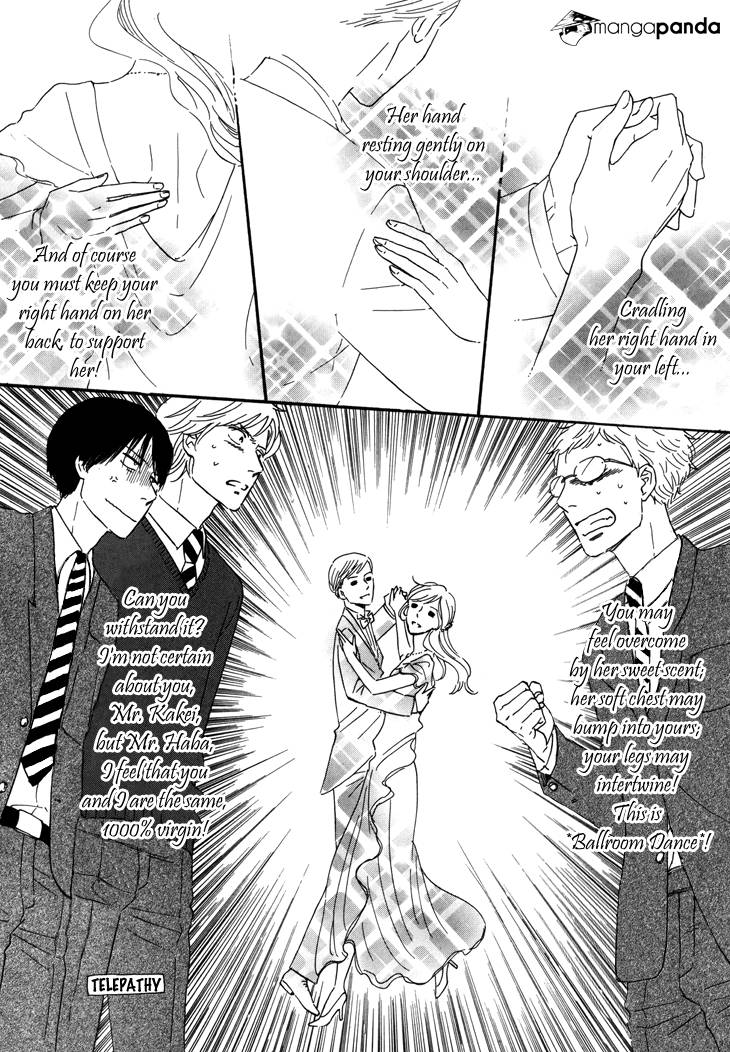 mangapanda
Cradling
her right hand in
your left...
Her hand
resting gently on
your shoulder...
And of course
you must keep your
right hand on her
back, to support
her!
You may
feel overcome
by her sweet scent;
her soft chest may
bump into yours;
your legs may
intertwine!
This is
*Ballroom Dance*!
Can you
withstand it?
I'm not certain
about you,
Mr. Kakei,
but Mr. Haba,
I feel that you
and I are the same,
1000% virgin!
TELEPATHY